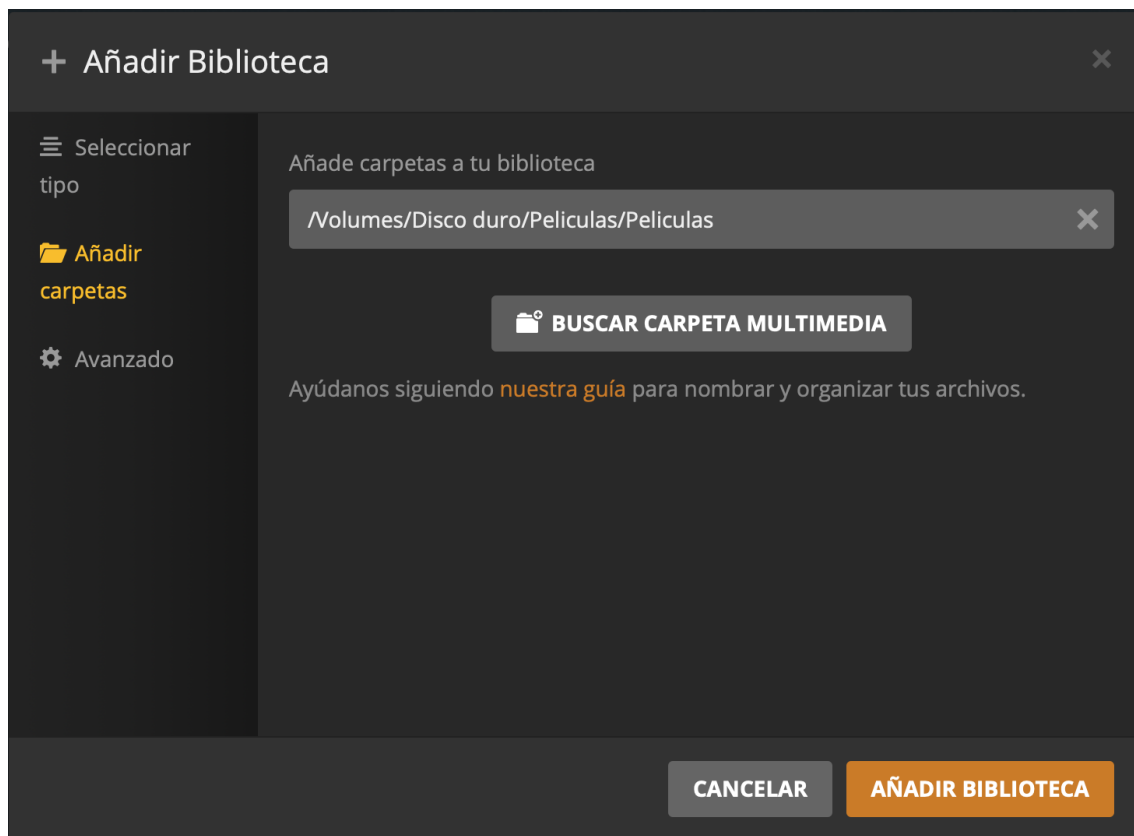 Añadir Biblioteca
Seleccionar
tipo
Añadir
carpetas
Avanzado
Añade carpetas a tu biblioteca
/Volumes/Disco duro/Peliculas/Peliculas
BUSCAR CARPETA MULTIMEDIA
Ayúdanos siguiendo nuestra guía para nombrar y organizar tus archivos.
CANCELAR
AÑADIR BIBLIOTECA